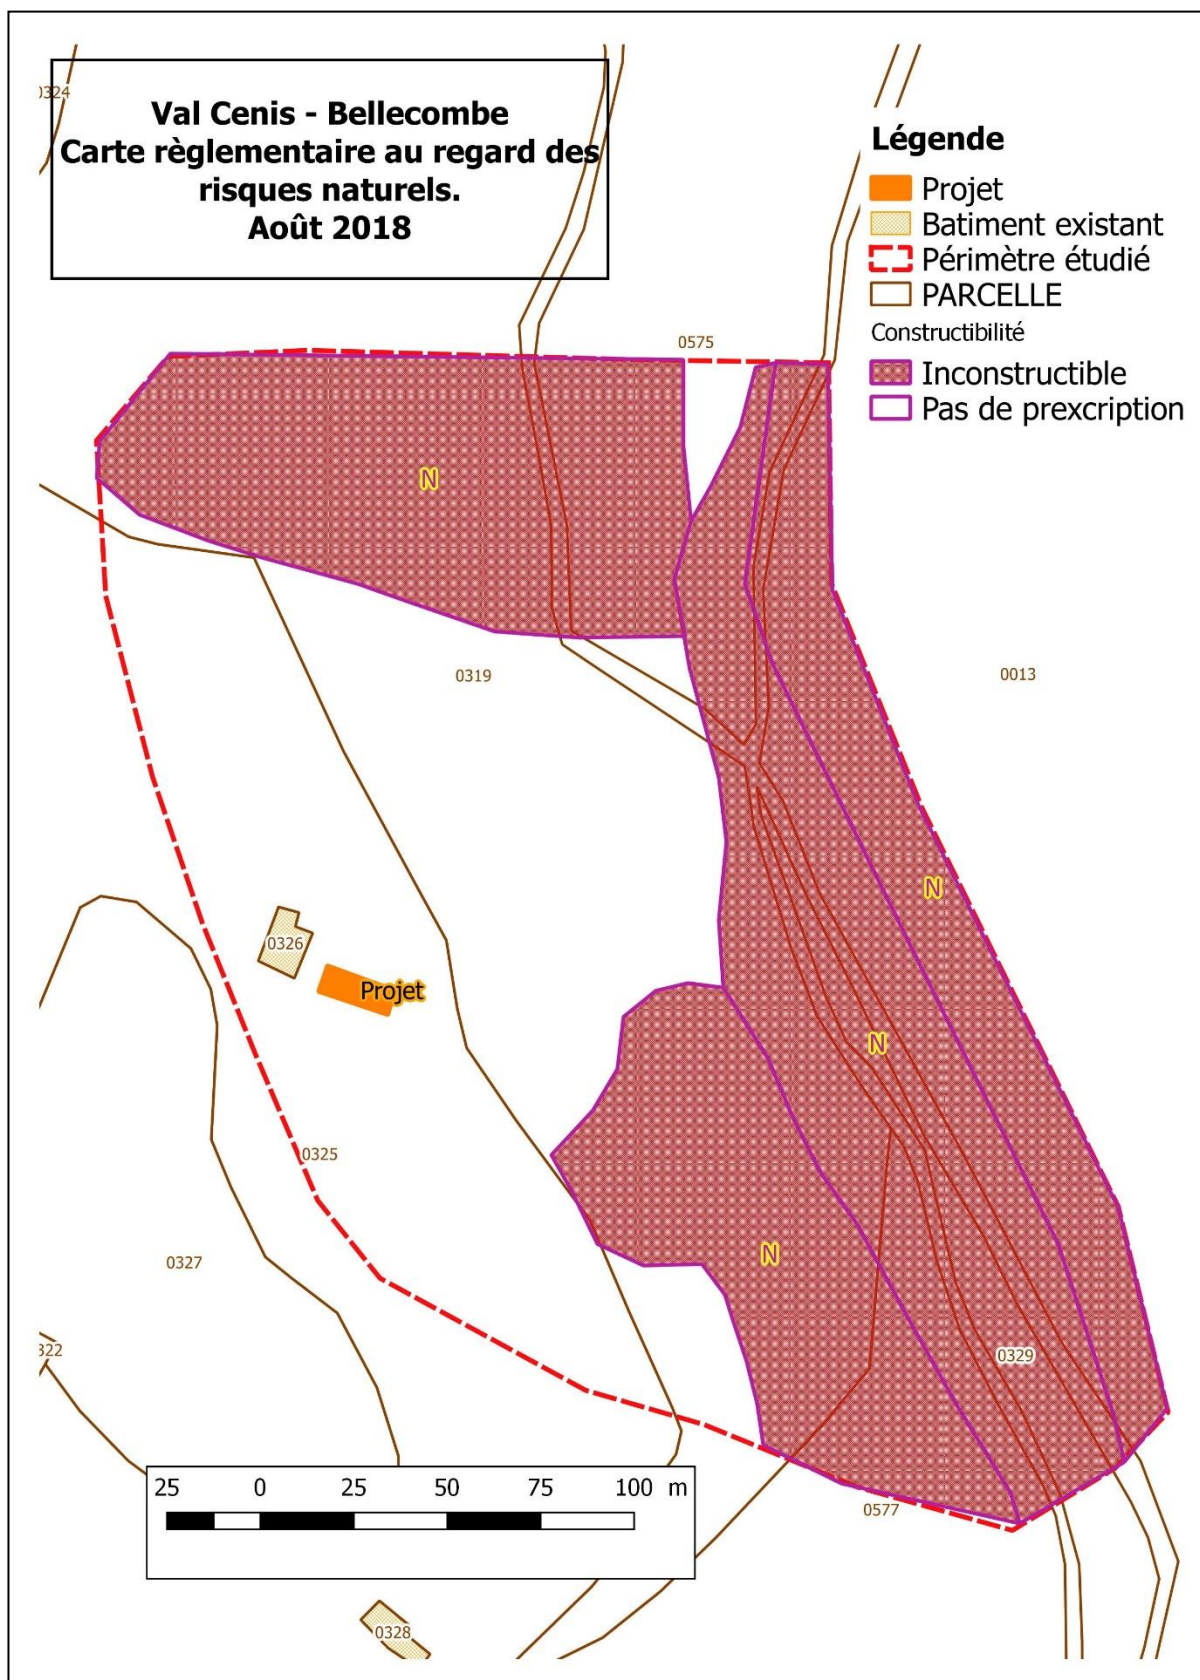 0324
Val Cenis - Bellecombe
Carte règlementaire au regard des
risques naturels.
Août 2018
Légende
Projet
Batiment existant
Périmètre étudié
PARCELLE
Constructibilité
Inconstructible
Pas de prexcription
0575
N
0319
0013
N
0326
Projet
N
0325
N
0327
322
0329
25 0 25 50 75 100 m
0577
0328